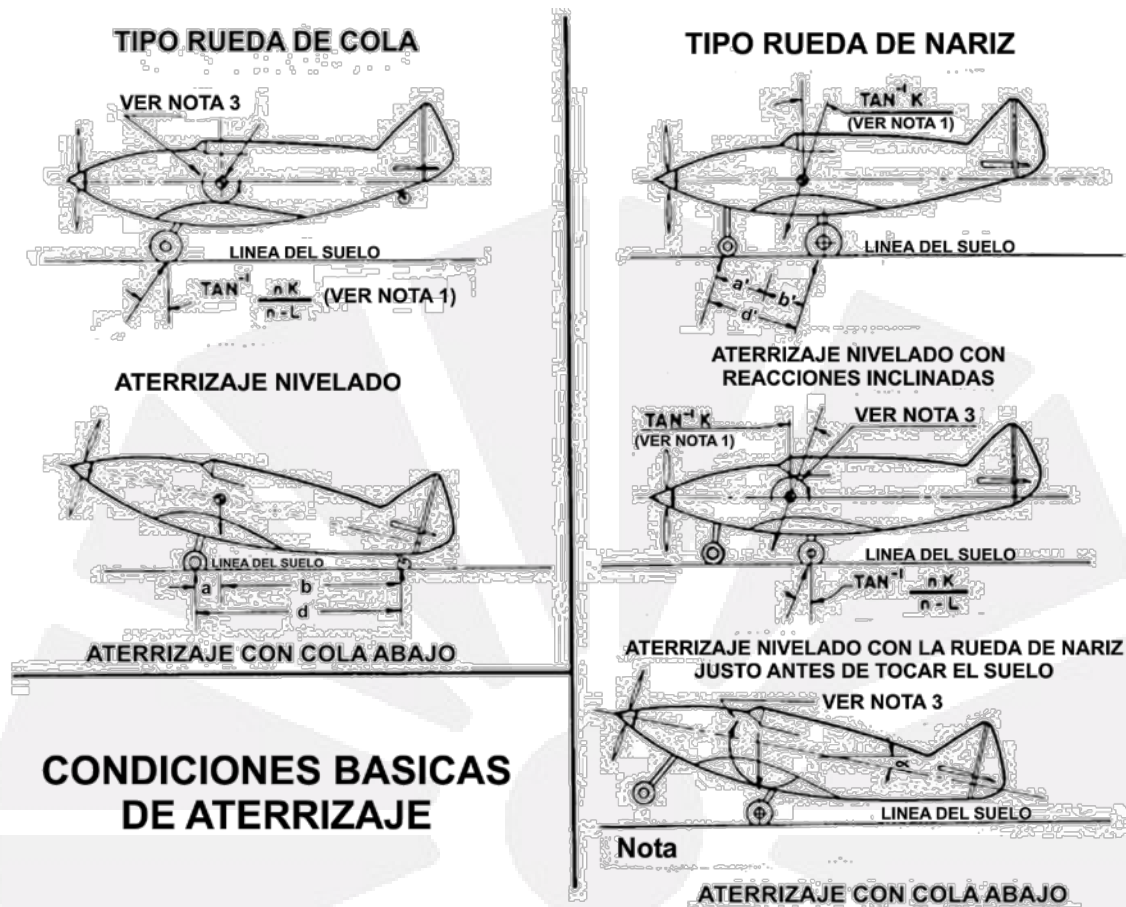 TIPO RUEDA DE COLA
VER NOTA 3
LINEA DEL SUELO
TAN⁻¹ nK / n-L (VER NOTA 1)
ATERRIZAJE NIVELADO
LINEA DEL SUELO
a b
d
ATERRIZAJE CON COLA ABAJO
CONDICIONES BASICAS
DE ATERRIZAJE
TIPO RUEDA DE NARIZ
TAN⁻¹ K
(VER NOTA 1)
LINEA DEL SUELO
a' b'
d'
ATERRIZAJE NIVELADO CON
REACCIONES INCLINADAS
TAN⁻¹ K
(VER NOTA 1)
VER NOTA 3
LINEA DEL SUELO
TAN⁻¹ nK / n-L
ATERRIZAJE NIVELADO CON LA RUEDA DE NARIZ
JUSTO ANTES DE TOCAR EL SUELO
VER NOTA 3
α
LINEA DEL SUELO
Nota
ATERRIZAJE CON COLA ABAJO